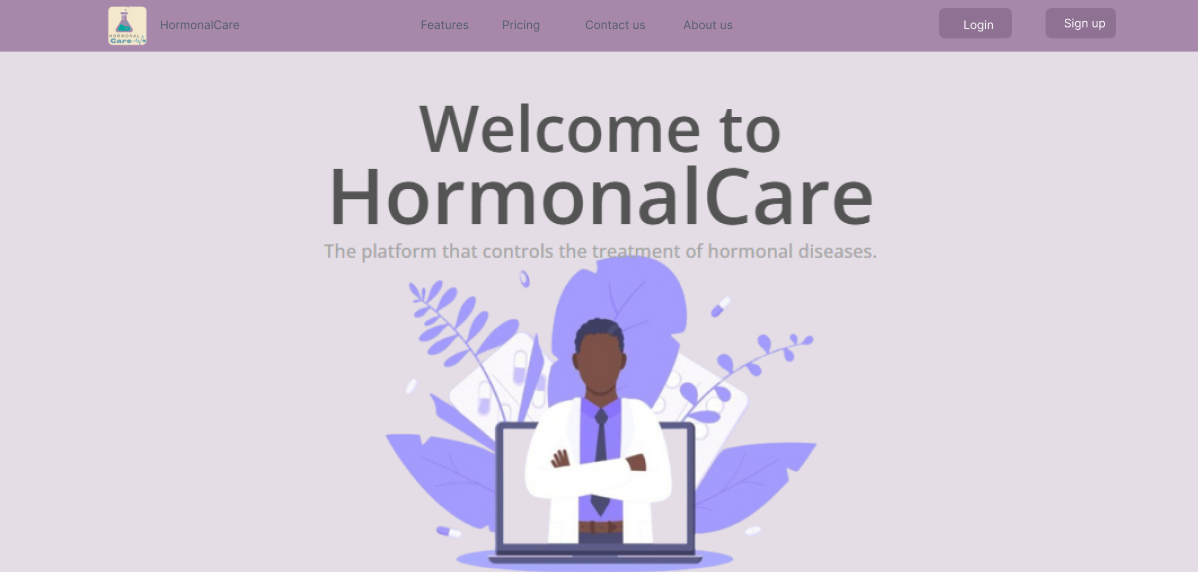 HORMONAL
Care
HormonalCare
Features
Pricing
Contact us
About us
Login
Sign up
Welcome to
HormonalCare
The platform that controls the treatment of hormonal diseases.